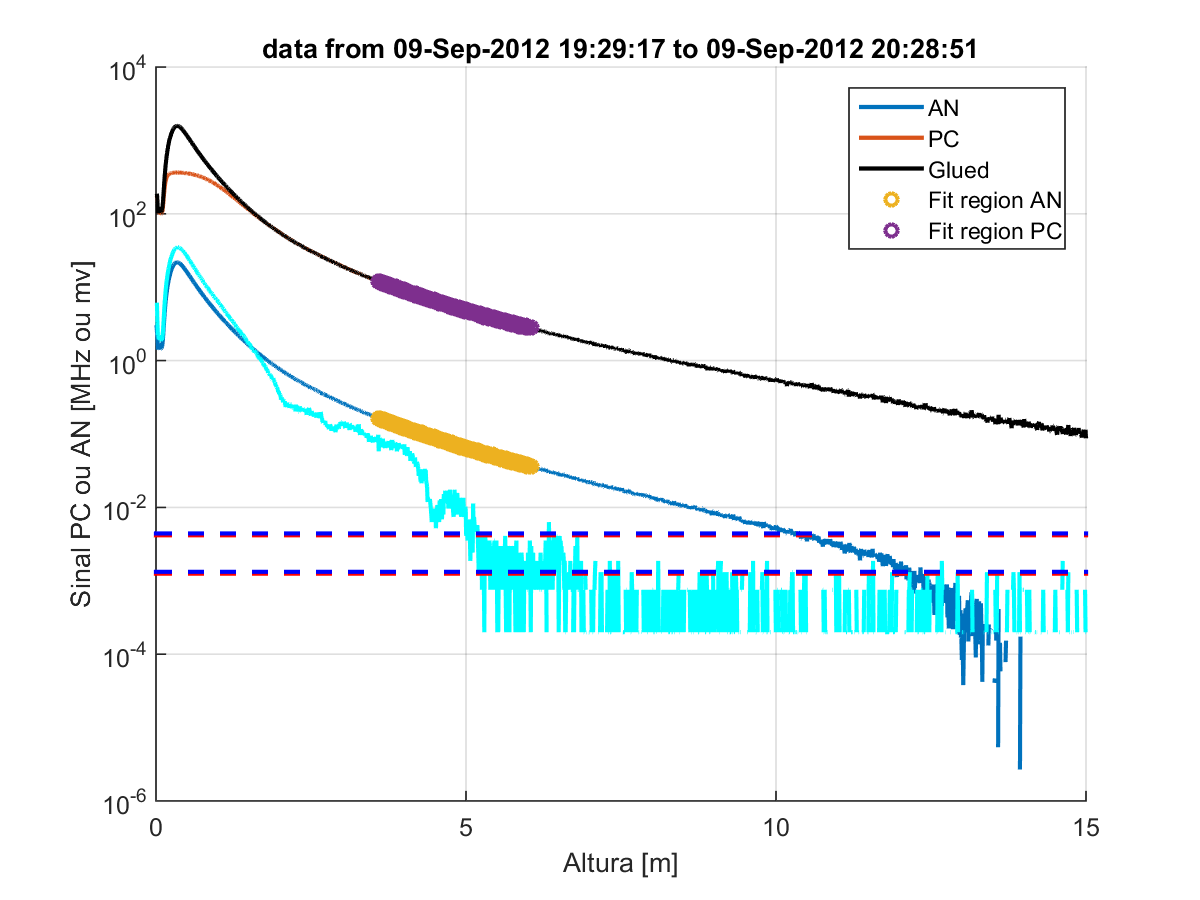 data from 09-Sep-2012 19:29:17 to 09-Sep-2012 20:28:51
AN
PC
Glued
Fit region AN
Fit region PC
Sinal PC ou AN [MHz ou mv]
10^4
10^2
10^0
10^-2
10^-4
10^-6
0 5 10 15
Altura [m]